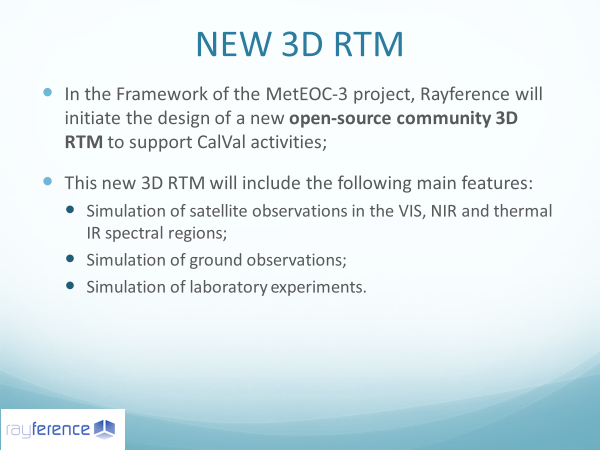 NEW 3D RTM
• In the Framework of the MetEOC-3 project, Rayference will
initiate the design of a new open-source community 3D
RTM to support CalVal activities;
• This new 3D RTM will include the following main features:
• Simulation of satellite observations in the VIS, NIR and thermal
IR spectral regions;
• Simulation of ground observations;
• Simulation of laboratory experiments.
rayference